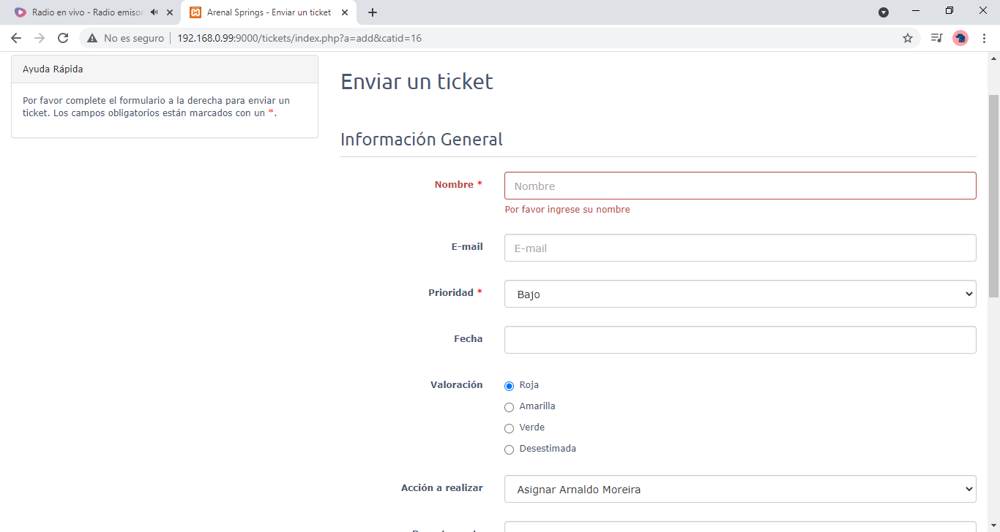 Radio en vivo - Radio emisor
Arenal Springs - Enviar un ticket
No es seguro
192.168.0.99:9000/tickets/index.php?a=add&catid=16
Ayuda Rápida
Por favor complete el formulario a la derecha para enviar un
ticket. Los campos obligatorios están marcados con un *.
Enviar un ticket
Información General
Nombre *
Nombre
Por favor ingrese su nombre
E-mail
E-mail
Prioridad *
Bajo
Fecha
Valoración
Roja
Amarilla
Verde
Desestimada
Acción a realizar
Asignar Arnaldo Moreira